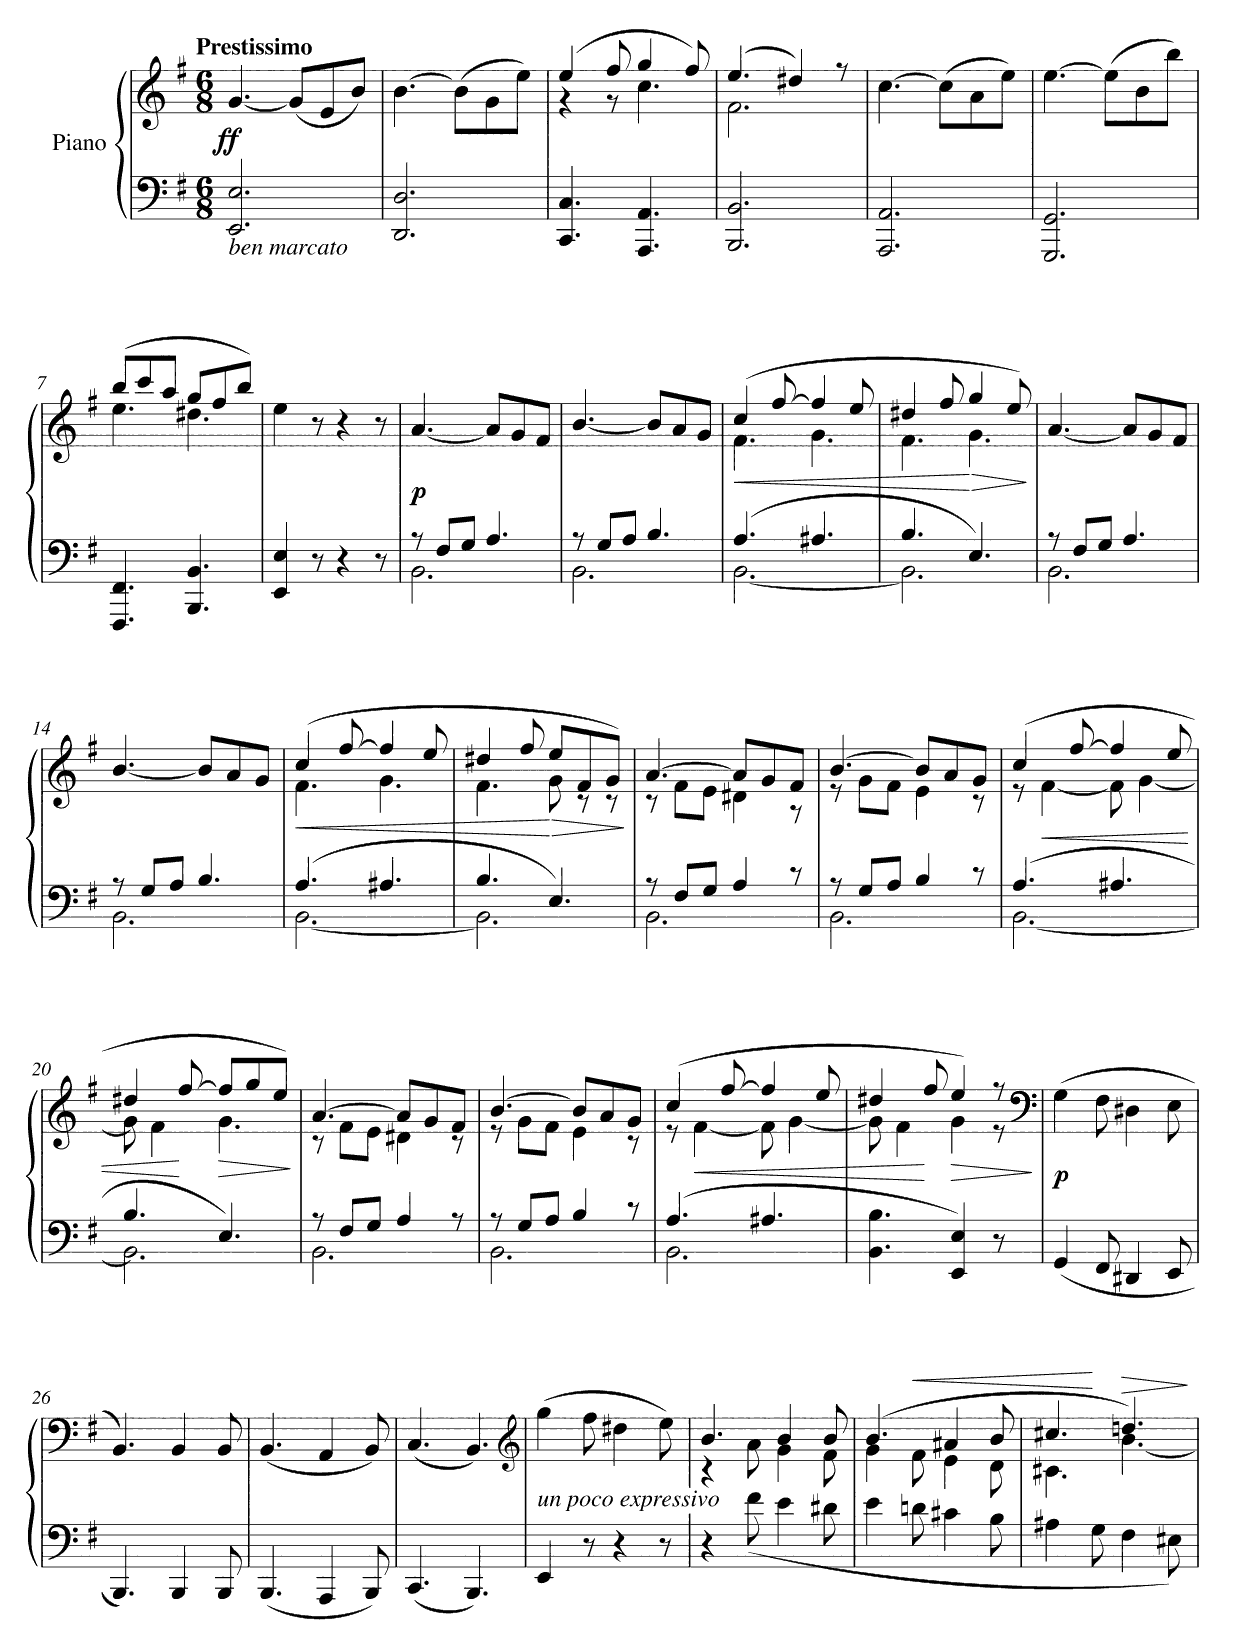 Prestissimo
6
8
Piano
ff
6
8
ben marcato
7
p
14
20
p
26
un poco expressivo